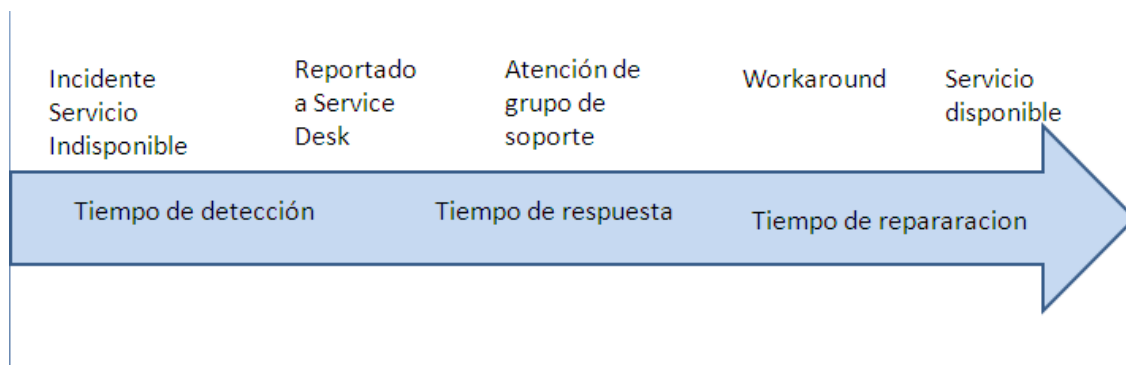 Incidente
Servicio
Indisponible
Reportado
a Service
Desk
Atención de
grupo de
soporte
Workaround
Servicio
disponible
Tiempo de detección
Tiempo de respuesta
Tiempo de repararacion